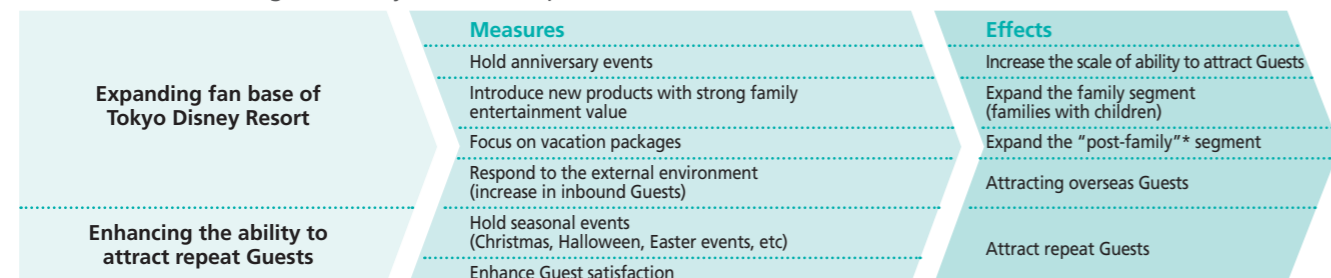 Measures
Effects
Expanding fan base of
Tokyo Disney Resort
Hold anniversary events
Increase the scale of ability to attract Guests
Introduce new products with strong family
entertainment value
Expand the family segment
(families with children)
Focus on vacation packages
Expand the “post-family”* segment
Respond to the external environment
(increase in inbound Guests)
Attracting overseas Guests
Enhancing the ability to
attract repeat Guests
Hold seasonal events
(Christmas, Halloween, Easter events, etc)
Enhance Guest satisfaction
Attract repeat Guests